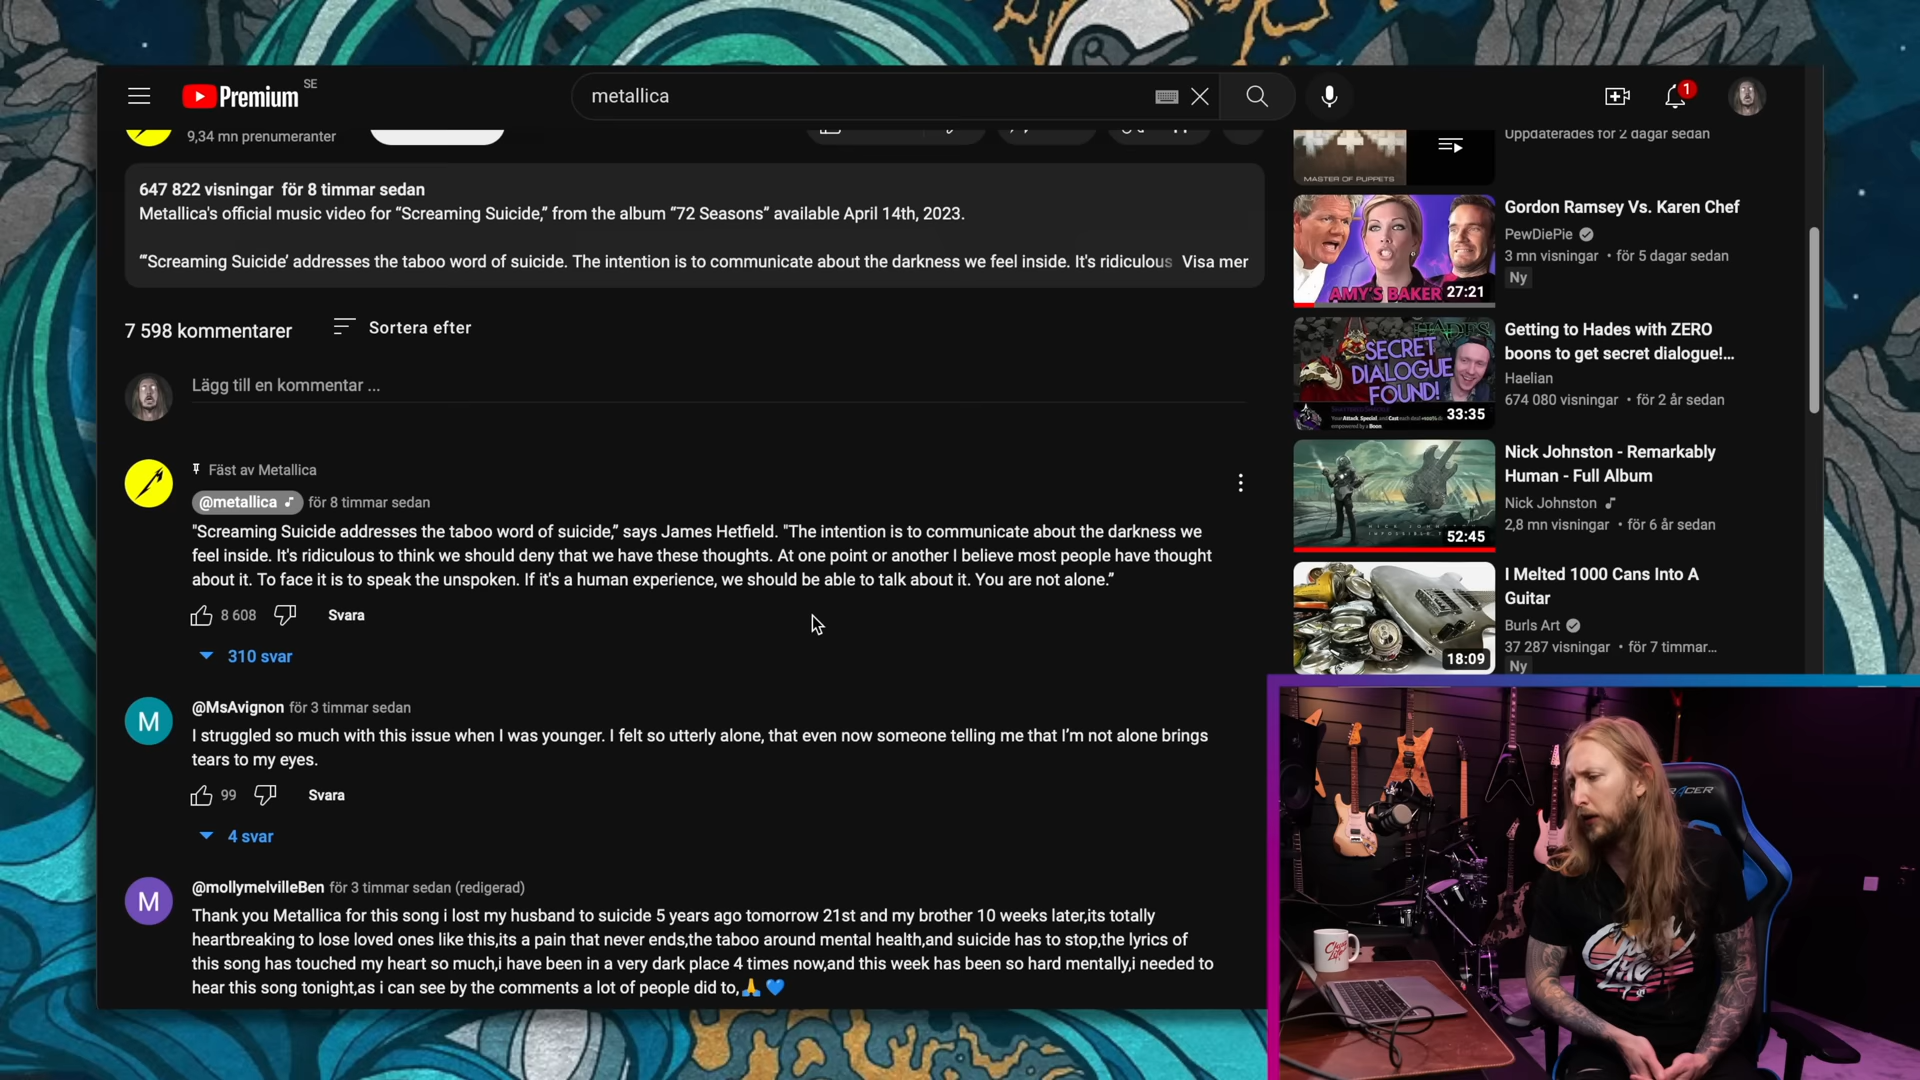 Premium SE
metallica
1
9,34 mn prenumeranter
647 822 visningar för 8 timmar sedan
Metallica's official music video for “Screaming Suicide,” from the album “72 Seasons” available April 14th, 2023.
“‘Screaming Suicide’ addresses the taboo word of suicide. The intention is to communicate about the darkness we feel inside. It's ridiculous Visa mer
7 598 kommentarer
Sortera efter
Lägg till en kommentar ...
Fäst av Metallica
@metallica för 8 timmar sedan
"Screaming Suicide addresses the taboo word of suicide,” says James Hetfield. "The intention is to communicate about the darkness we
feel inside. It's ridiculous to think we should deny that we have these thoughts. At one point or another I believe most people have thought
about it. To face it is to speak the unspoken. If it's a human experience, we should be able to talk about it. You are not alone.”
8 608
Svara
310 svar
M
@MsAvignon för 3 timmar sedan
I struggled so much with this issue when I was younger. I felt so utterly alone, that even now someone telling me that I’m not alone brings
tears to my eyes.
99
Svara
4 svar
M
@mollymelvilleBen för 3 timmar sedan (redigerad)
Thank you Metallica for this song i lost my husband to suicide 5 years ago tomorrow 21st and my brother 10 weeks later,its totally
heartbreaking to lose loved ones like this,its a pain that never ends,the taboo around mental health,and suicide has to stop,the lyrics of
this song has touched my heart so much,i have been in a very dark place 4 times now,and this week has been so hard mentally,i needed to
hear this song tonight,as i can see by the comments a lot of people did to,🙏 💙
MASTER OF PUPPETS
Uppdaterades för 2 dagar sedan
AMY'S BAKER
27:21
Gordon Ramsey Vs. Karen Chef
PewDiePie
3 mn visningar • för 5 dagar sedan
Ny
HADES
SECRET
DIALOGUE
FOUND!
33:35
Getting to Hades with ZERO
boons to get secret dialogue!...
Haelian
674 080 visningar • för 2 år sedan
52:45
Nick Johnston - Remarkably
Human - Full Album
Nick Johnston
2,8 mn visningar • för 6 år sedan
18:09
I Melted 1000 Cans Into A
Guitar
Burls Art
37 287 visningar • för 7 timmar...
Ny